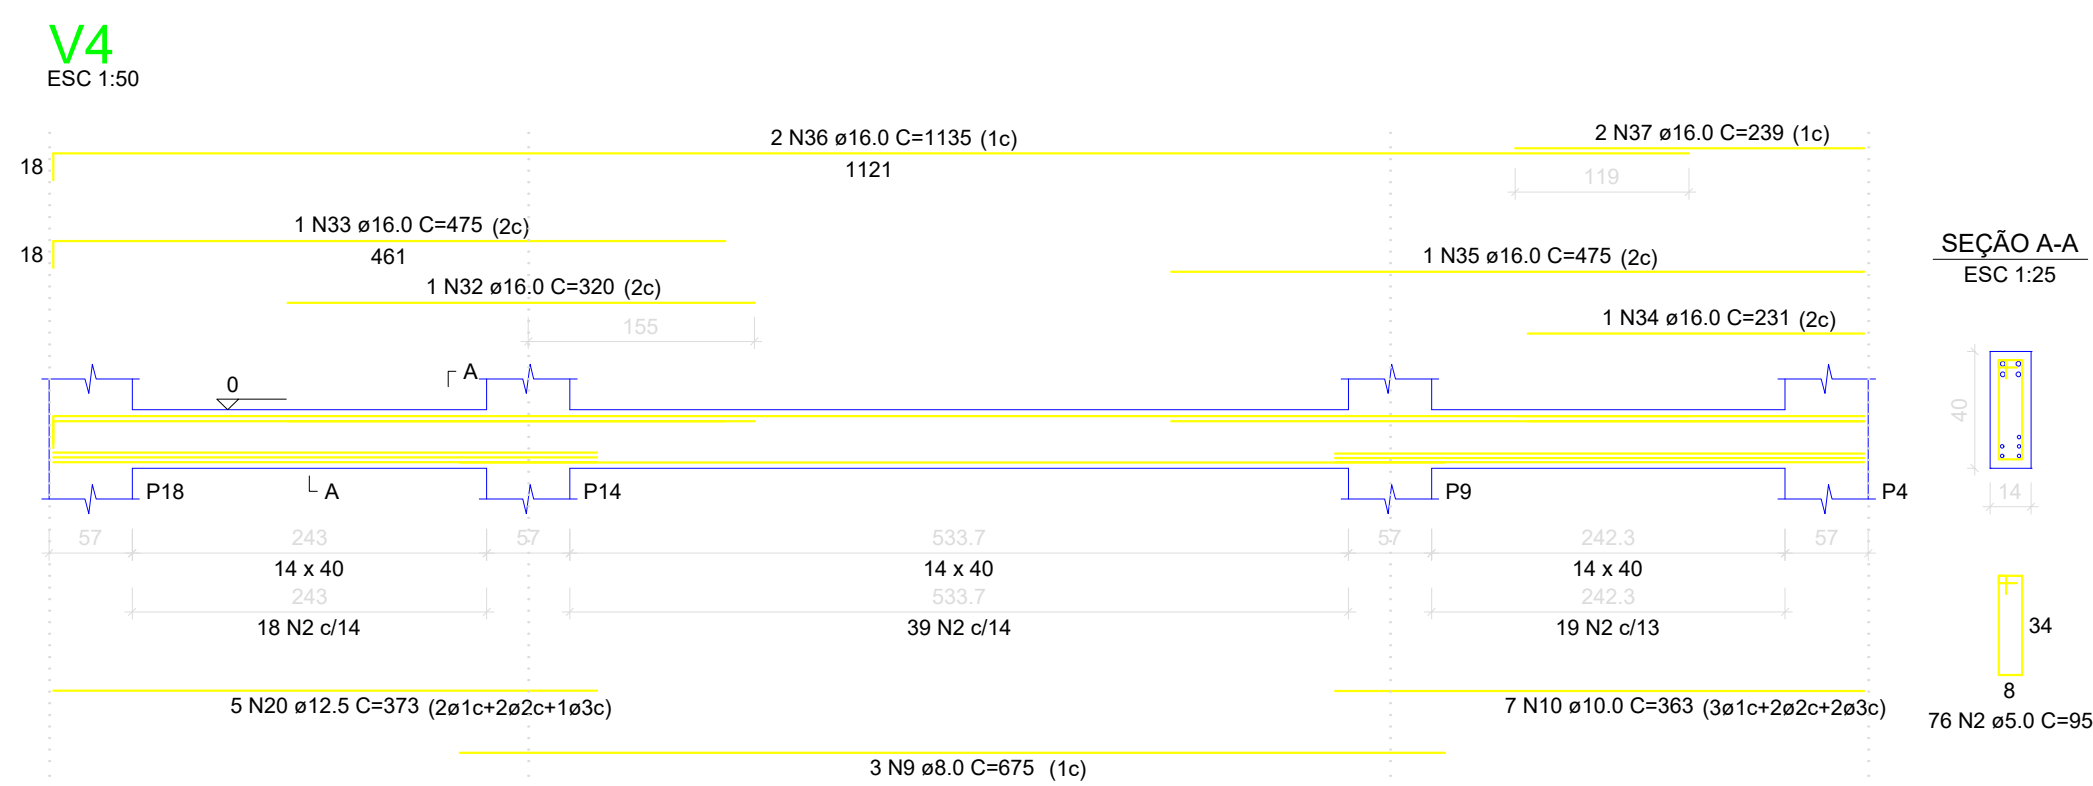 V4
ESC 1:50
2 N36 ø16.0 C=1135 (1c)
1121
18
2 N37 ø16.0 C=239 (1c)
119
1 N33 ø16.0 C=475 (2c)
461
18
1 N32 ø16.0 C=320 (2c)
155
1 N35 ø16.0 C=475 (2c)
1 N34 ø16.0 C=231 (2c)
SEÇÃO A-A
ESC 1:25
0
A
A
P18
P14
P9
P4
40
14
57
243
57
533.7
57
242.3
57
14 x 40
14 x 40
14 x 40
243
533.7
242.3
18 N2 c/14
39 N2 c/14
19 N2 c/13
34
8
76 N2 ø5.0 C=95
5 N20 ø12.5 C=373 (2ø1c+2ø2c+1ø3c)
7 N10 ø10.0 C=363 (3ø1c+2ø2c+2ø3c)
3 N9 ø8.0 C=675 (1c)